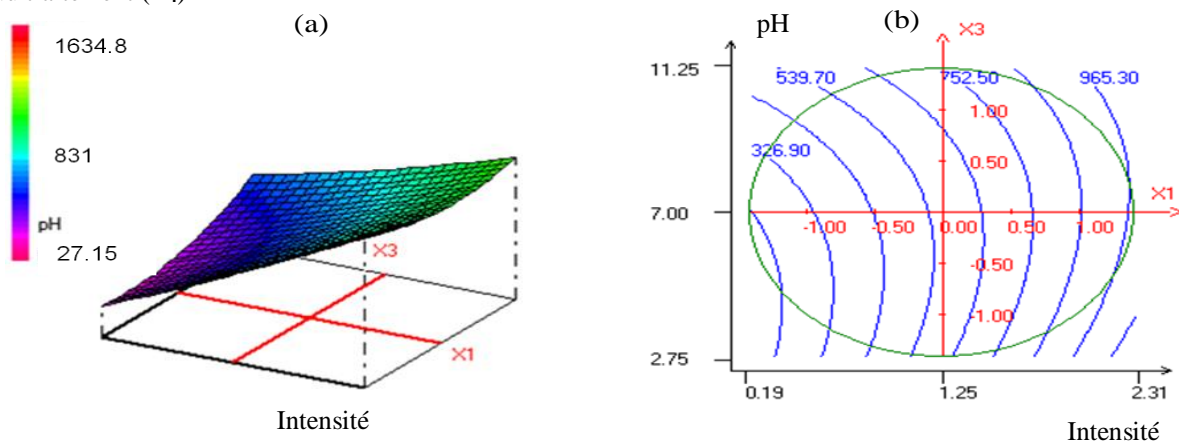 (a)
1634.8
831
pH
27.15
X3
X1
Intensité
(b)
pH
X3
11.25
539.70
752.50
965.30
1.00
326.90
0.50
X1
7.00
-1.00
-0.50
0.00
0.50
1.00
-0.50
-1.00
2.75
0.19
1.25
2.31
Intensité